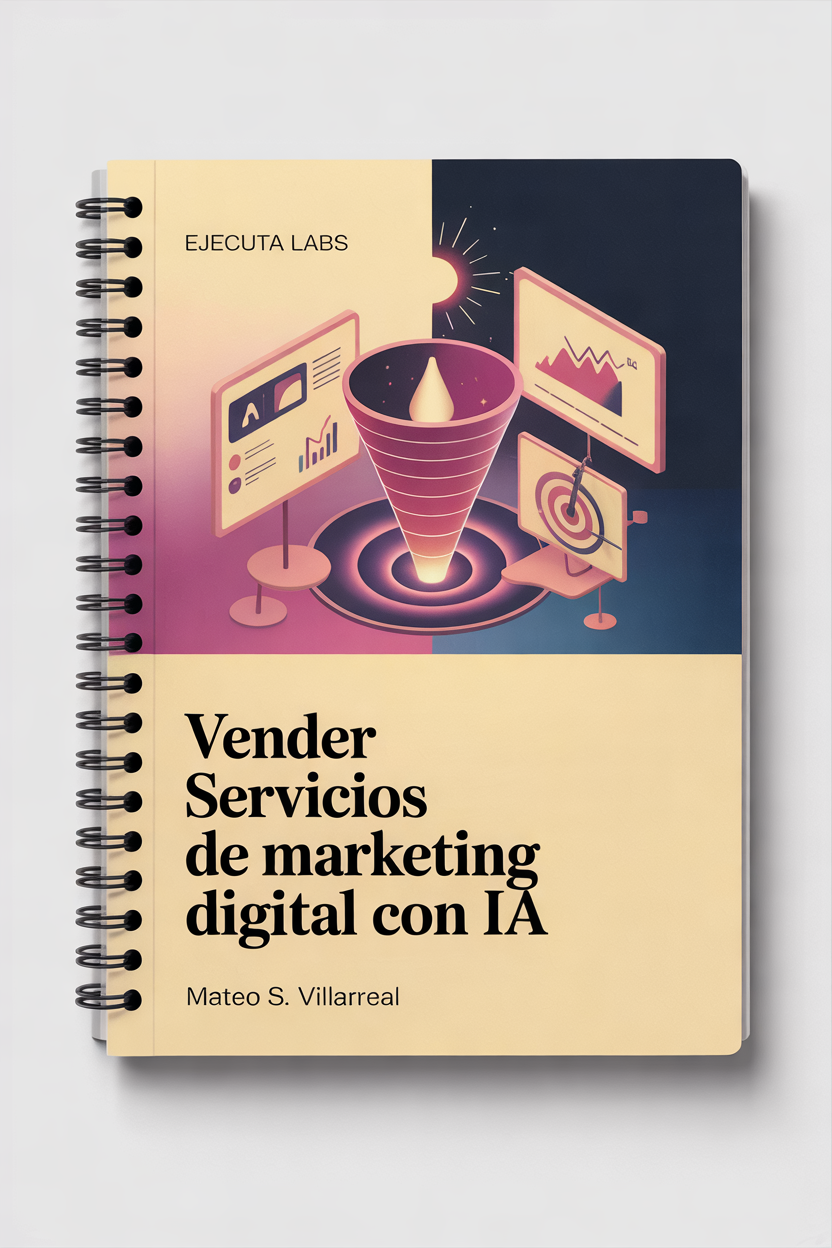 EJECUTA LABS
Vender
Servicios
de marketing
digital con IA
Mateo S. Villarreal